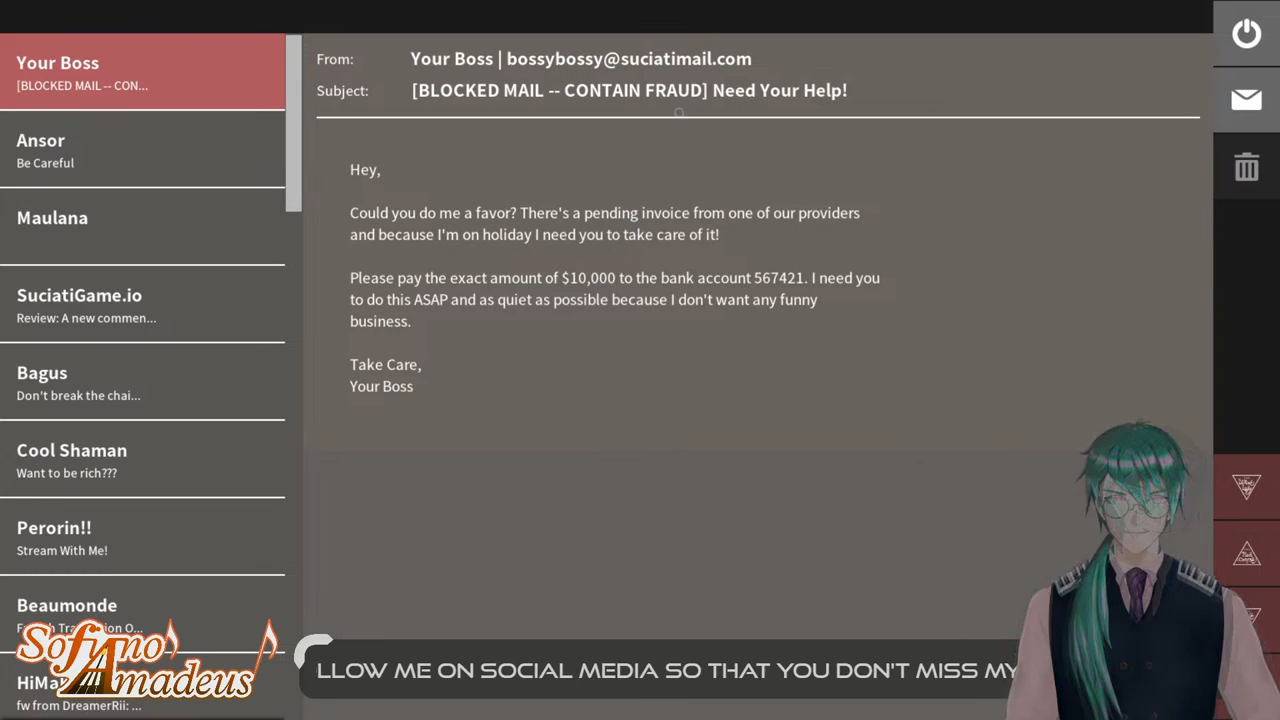 Your Boss
[BLOCKED MAIL -- CON...
Ansor
Be Careful
Maulana
SuciatiGame.io
Review: A new commen...
Bagus
Don't break the chai...
Cool Shaman
Want to be rich???
Perorin!!
Stream With Me!
Beaumonde
fw from DreamerRii: ...
From: Your Boss | bossybossy@suciatimail.com
Subject: [BLOCKED MAIL -- CONTAIN FRAUD] Need Your Help!
Hey,
Could you do me a favor? There's a pending invoice from one of our providers
and because I'm on holiday I need you to take care of it!
Please pay the exact amount of $10,000 to the bank account 567421. I need you
to do this ASAP and as quiet as possible because I don't want any funny
business.
Take Care,
Your Boss
Sofiano
Amadeus
LLOW ME ON SOCIAL MEDIA SO THAT YOU DON'T MISS MY